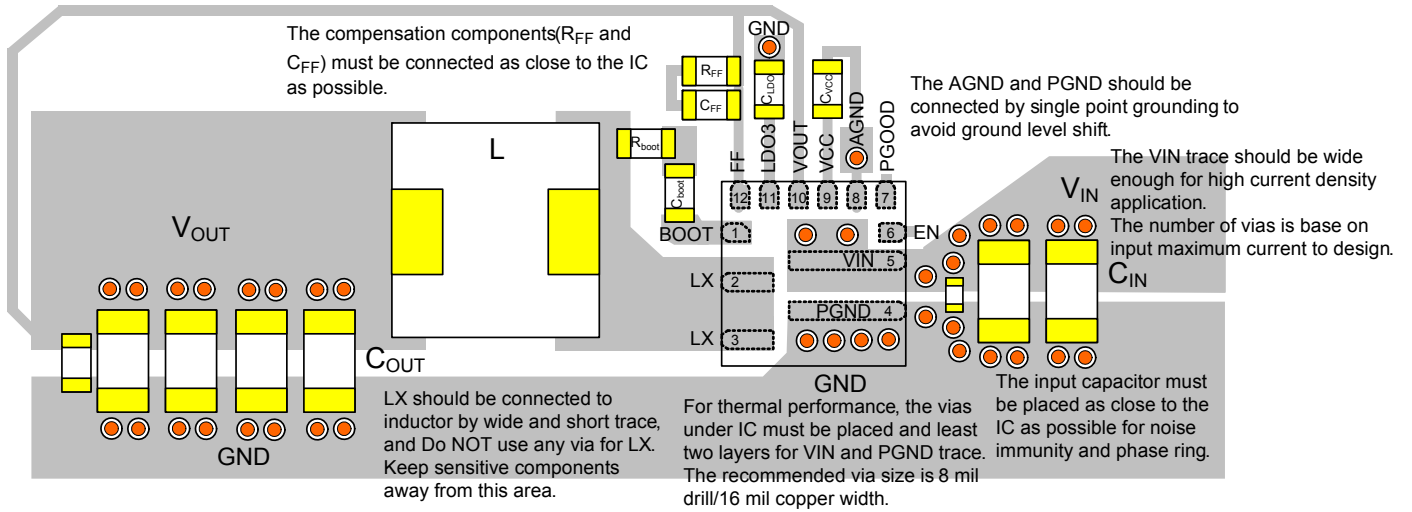 The compensation components(RFF and
CFF) must be connected as close to the IC
as possible.
GND
RFF
CFF
CLDO
CVCC
AGND
The AGND and PGND should be
connected by single point grounding to
avoid ground level shift.
L
Rboot
Cboot
FF
LDO3
VOUT
VCC
PGOOD
The VIN trace should be wide
enough for high current density
application.
The number of vias is base on
input maximum current to design.
VIN
12 11 10 9 8 7
VOUT
BOOT 1
6 EN
VIN 5
CIN
LX 2
PGND 4
LX 3
COUT
GND
GND
LX should be connected to
inductor by wide and short trace,
and Do NOT use any via for LX.
Keep sensitive components
away from this area.
For thermal performance, the vias
under IC must be placed and least
two layers for VIN and PGND trace.
The recommended via size is 8 mil
drill/16 mil copper width.
The input capacitor must
be placed as close to the
IC as possible for noise
immunity and phase ring.